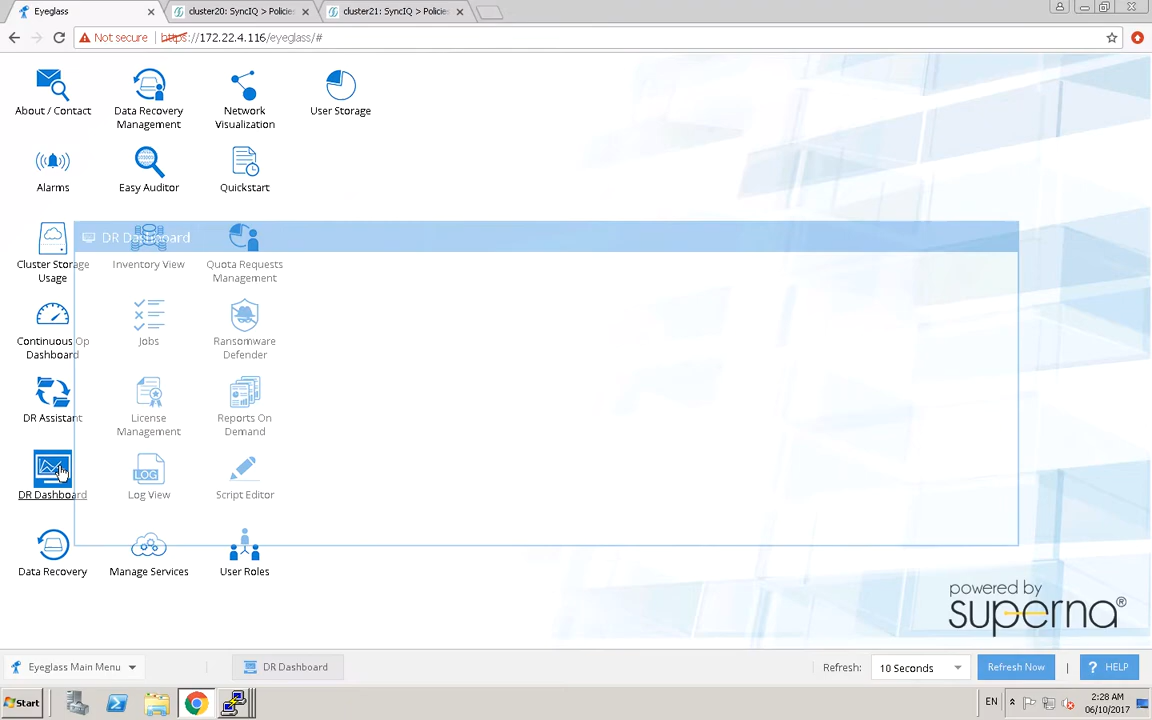 Eyeglass
cluster20: SyncIQ > Policie
cluster21: SyncIQ > Policie
Not secure
https://172.22.4.116/eyeglass/#
About / Contact
Data Recovery
Management
Network
Visualization
User Storage
Alarms
Easy Auditor
Quickstart
DR Dashboard
Cluster Storage
Usage
Inventory View
Quota Requests
Management
Continuous Op
Dashboard
Jobs
Ransomware
Defender
DR Assistant
License
Management
Reports On
Demand
DR Dashboard
LOG
Log View
Script Editor
Data Recovery
Manage Services
User Roles
powered by
superna®
Eyeglass Main Menu
DR Dashboard
Refresh:
10 Seconds
Refresh Now
|
? HELP
Start
EN
2:28 AM
06/10/2017